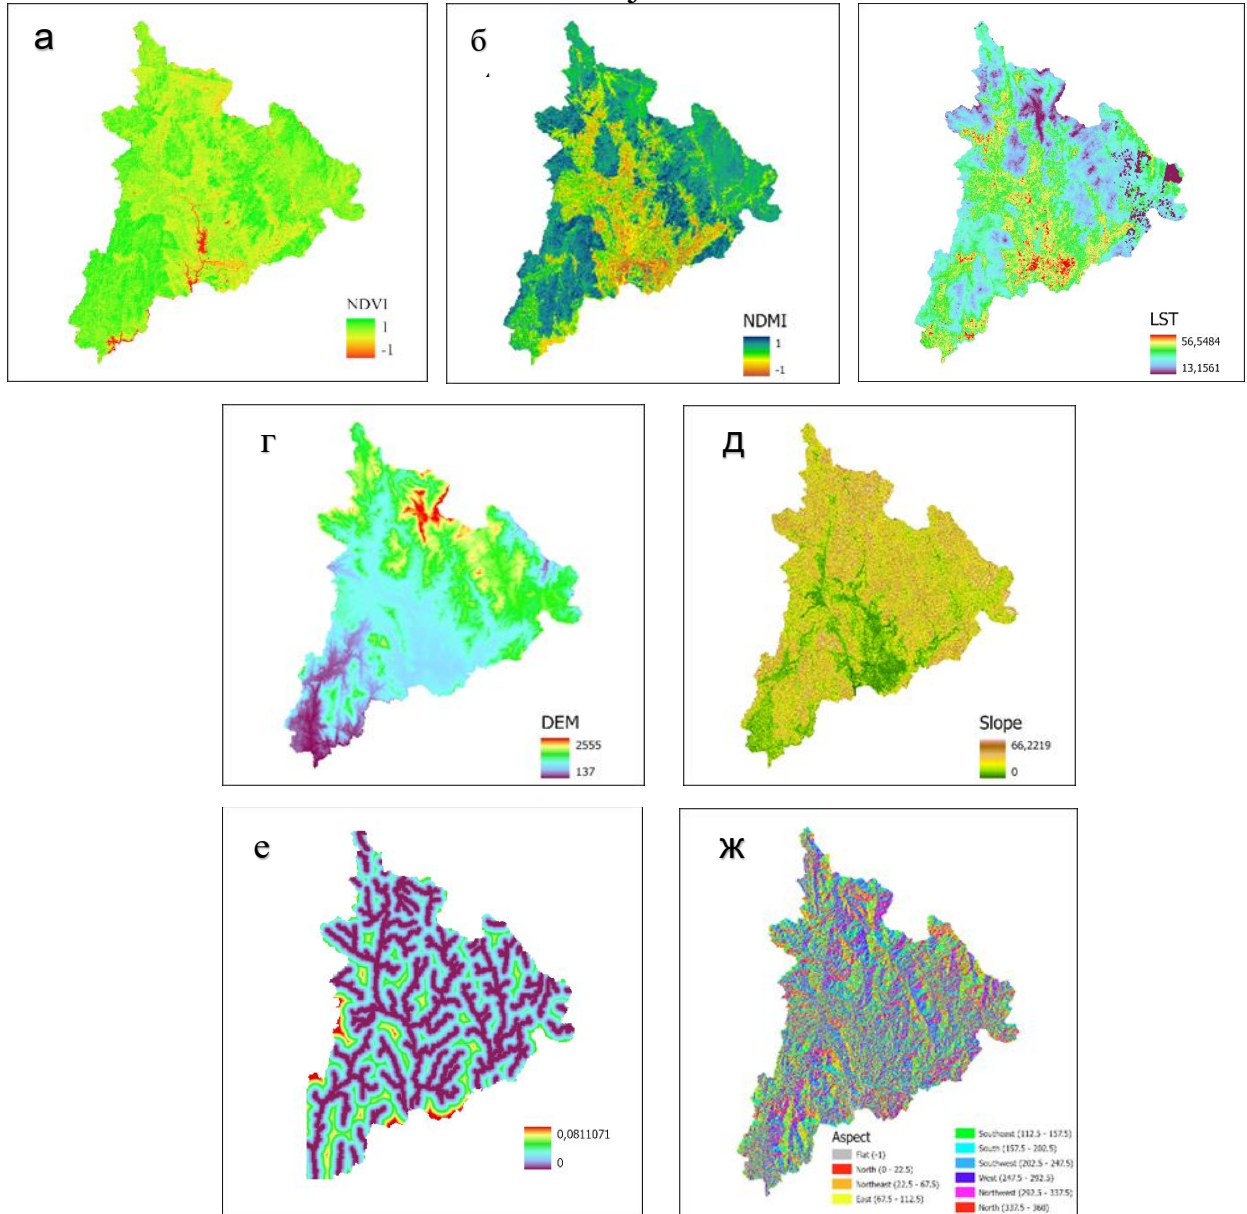 а
NDVI
1
-1
б
NDMI
1
-1
LST
56,5484
13,1561
г
DEM
2555
137
д
Slope
66,2219
0
е
0,0811071
0
ж
Aspect
Flat (-1)
North (0 - 22.5)
Northeast (22.5 - 67.5)
East (67.5 - 112.5)
Southeast (112.5 - 157.5)
South (157.5 - 202.5)
Southwest (202.5 - 247.5)
West (247.5 - 292.5)
Northwest (292.5 - 337.5)
North (337.5 - 360)